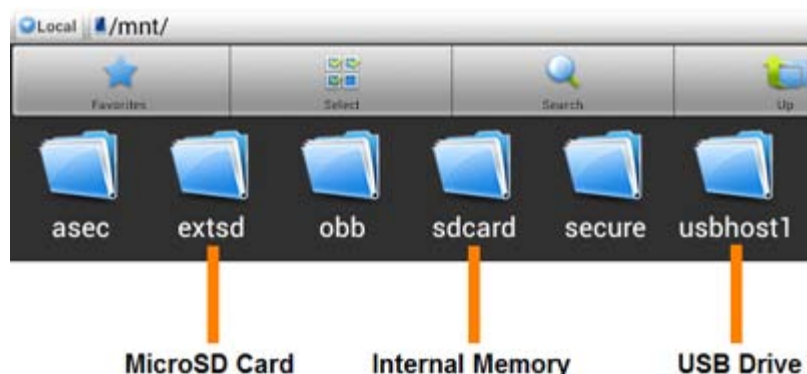 Local /mnt/
Favorites Select Search Up
asec extsd obb sdcard secure usbhost1
MicroSD Card Internal Memory USB Drive